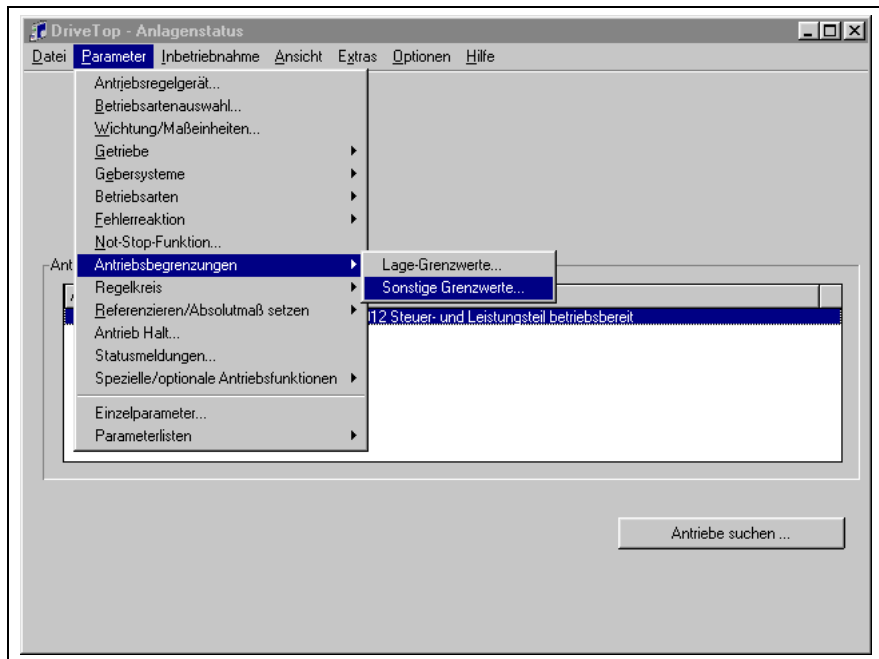 DriveTop - Anlagenstatus
Datei Parameter Inbetriebnahme Ansicht Extras Optionen Hilfe
Antriebsregelgerät...
Betriebsartenauswahl...
Wichtung/Maßeinheiten...
Getriebe
Gebersysteme
Betriebsarten
Fehlerreaktion
Not-Stop-Funktion...
Ant
Antriebsbegrenzungen
Lage-Grenzwerte...
Regelkreis
Sonstige Grenzwerte...
Referenzieren/Absolutmaß setzen
12 Steuer- und Leistungsteil betriebsbereit
Antrieb Halt...
Statusmeldungen...
Spezielle/optionale Antriebsfunktionen
Einzelparameter...
Parameterlisten
Antriebe suchen ...